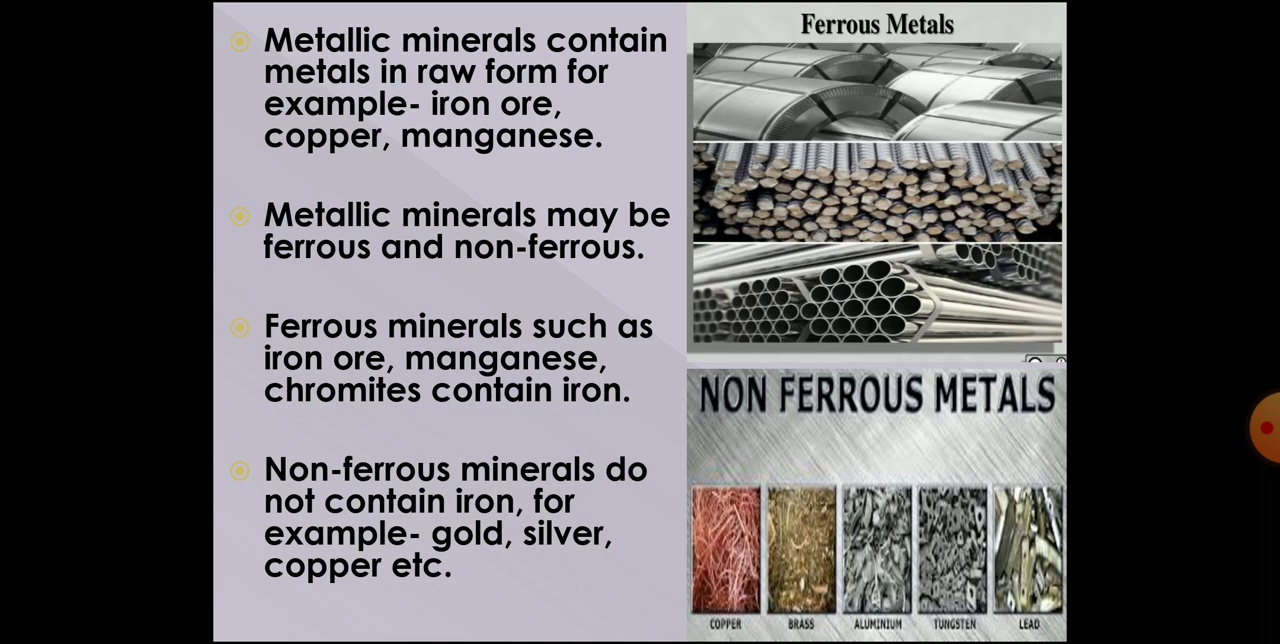 Metallic minerals contain
metals in raw form for
example- iron ore,
copper, manganese.
Metallic minerals may be
ferrous and non-ferrous.
Ferrous minerals such as
iron ore, manganese,
chromites contain iron.
Non-ferrous minerals do
not contain iron, for
example- gold, silver,
copper etc.
Ferrous Metals
NON FERROUS METALS
COPPER BRASS ALUMINIUM TUNGSTEN LEAD